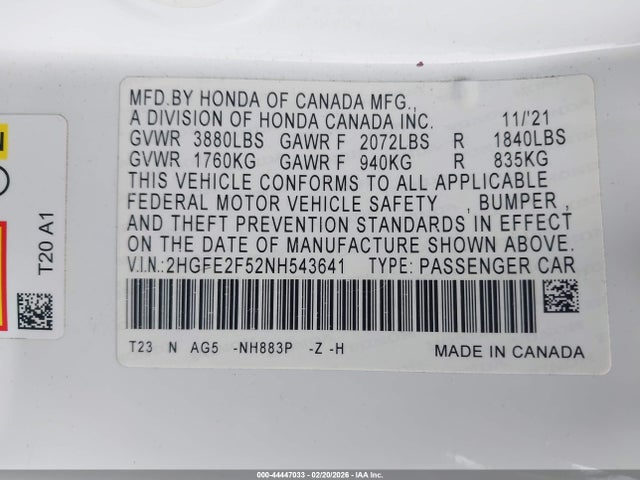 MFD.BY HONDA OF CANADA MFG.,
A DIVISION OF HONDA CANADA INC. 11/'21
GVWR 3880LBS GAWR F 2072LBS R 1840LBS
GVWR 1760KG GAWR F 940KG R 835KG
THIS VEHICLE CONFORMS TO ALL APPLICABLE
FEDERAL MOTOR VEHICLE SAFETY , BUMPER ,
AND THEFT PREVENTION STANDARDS IN EFFECT
ON THE DATE OF MANUFACTURE SHOWN ABOVE.
V.I.N.:2HGFE2F52NH543641 TYPE:PASSENGER CAR
T23 N AG5 -NH883P -Z -H MADE IN CANADA
T20 A1
000-44447033 - 02/20/2026 - IAA Inc.